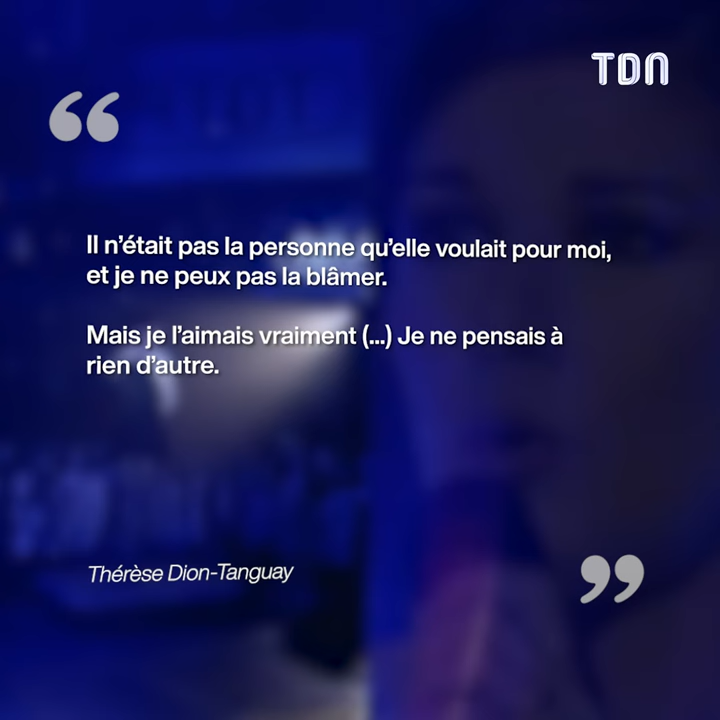 TDN
“
Il n’était pas la personne qu’elle voulait pour moi,
et je ne peux pas la blâmer.
Mais je l’aimais vraiment (...) Je ne pensais à
rien d’autre.
Thérèse Dion-Tanguay
”